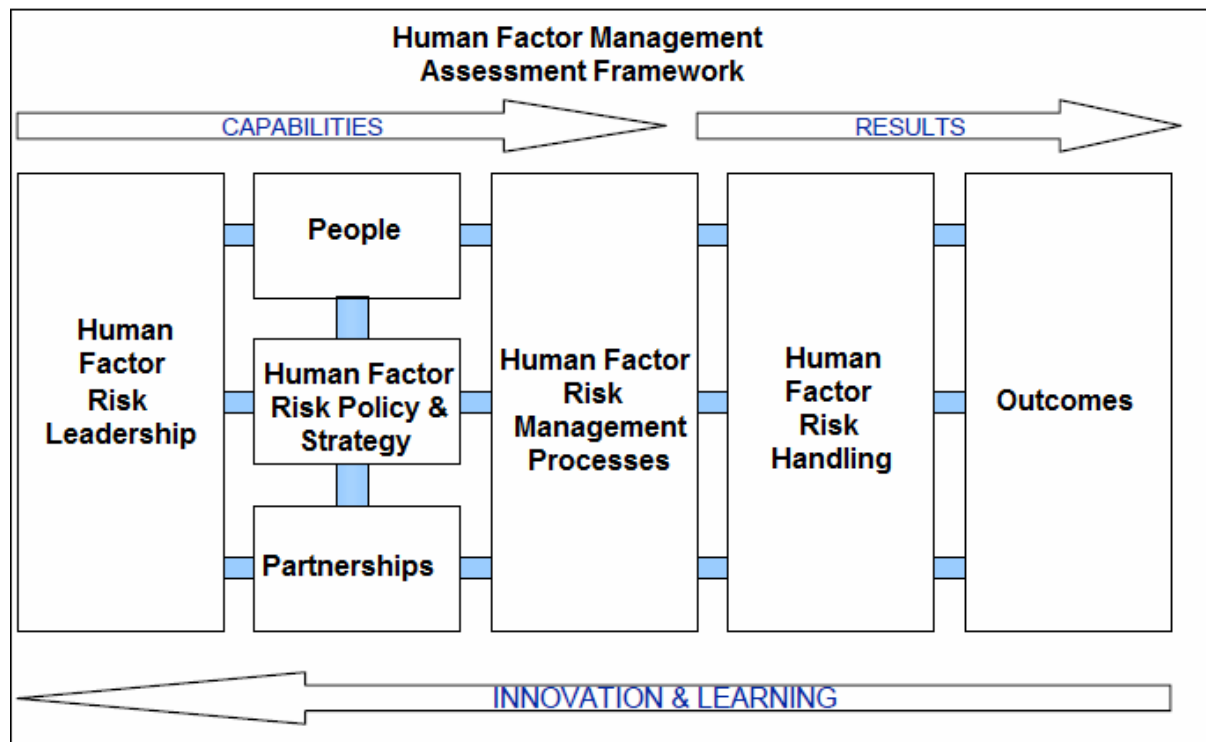 Human Factor Management
Assessment Framework
CAPABILITIES
RESULTS
Human
Factor
Risk
Leadership
People
Human Factor
Risk Policy &
Strategy
Partnerships
Human Factor
Risk
Management
Processes
Human
Factor
Risk
Handling
Outcomes
INNOVATION & LEARNING